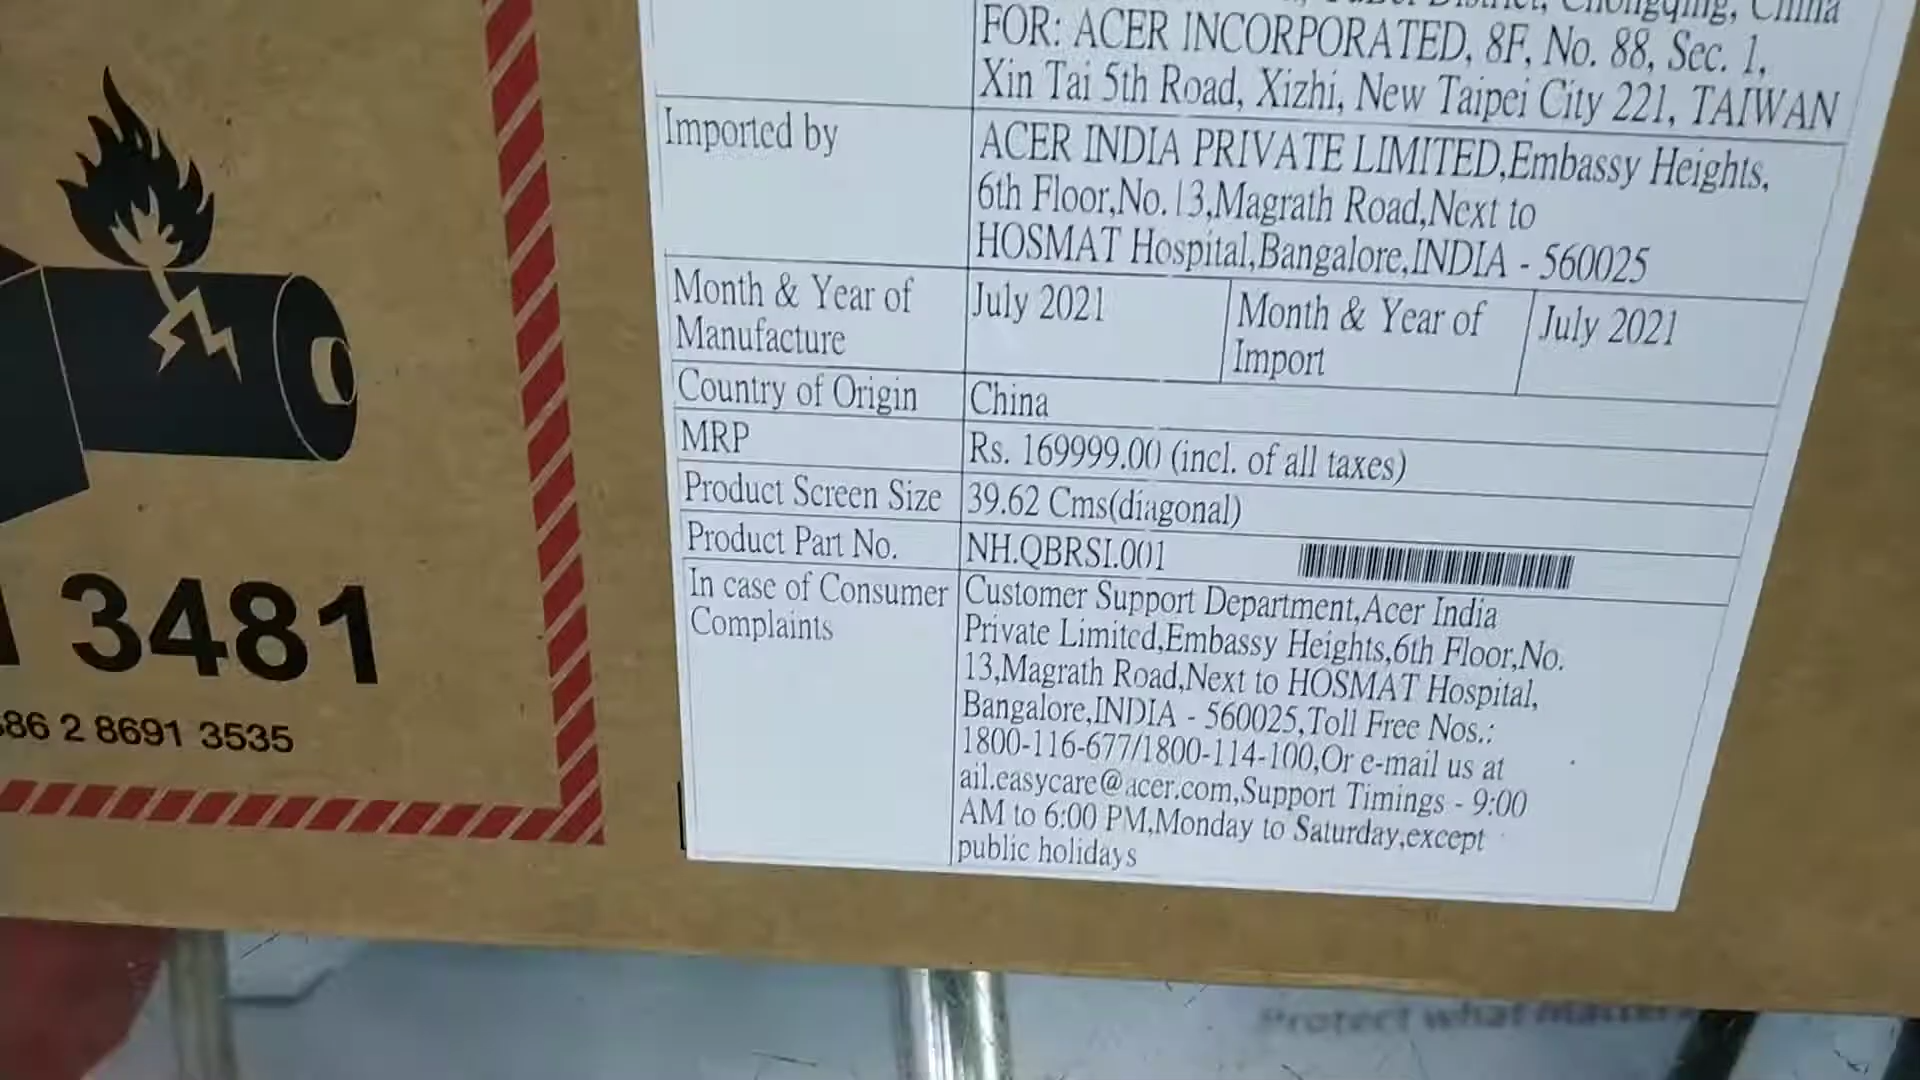 District, Chongqing, China
FOR: ACER INCORPORATED, 8F, No. 88, Sec. 1,
Xin Tai 5th Road, Xizhi, New Taipei City 221, TAIWAN
Imported by
ACER INDIA PRIVATE LIMITED,Embassy Heights,
6th Floor,No.13,Magrath Road,Next to
HOSMAT Hospital,Bangalore,INDIA - 560025
Month & Year of
Manufacture
July 2021
Month & Year of
Import
July 2021
Country of Origin
China
MRP
Rs. 169999.00 (incl. of all taxes)
Product Screen Size
39.62 Cms(diagonal)
Product Part No.
NH.QBRSI.001
In case of Consumer
Complaints
Customer Support Department,Acer India
Private Limited,Embassy Heights,6th Floor,No.
13,Magrath Road,Next to HOSMAT Hospital,
Bangalore,INDIA - 560025,Toll Free Nos.:
1800-116-677/1800-114-100,Or e-mail us at
ail.easycare@acer.com,Support Timings - 9:00
AM to 6:00 PM,Monday to Saturday,except
public holidays
3481
86 2 8691 3535
Protect what matters